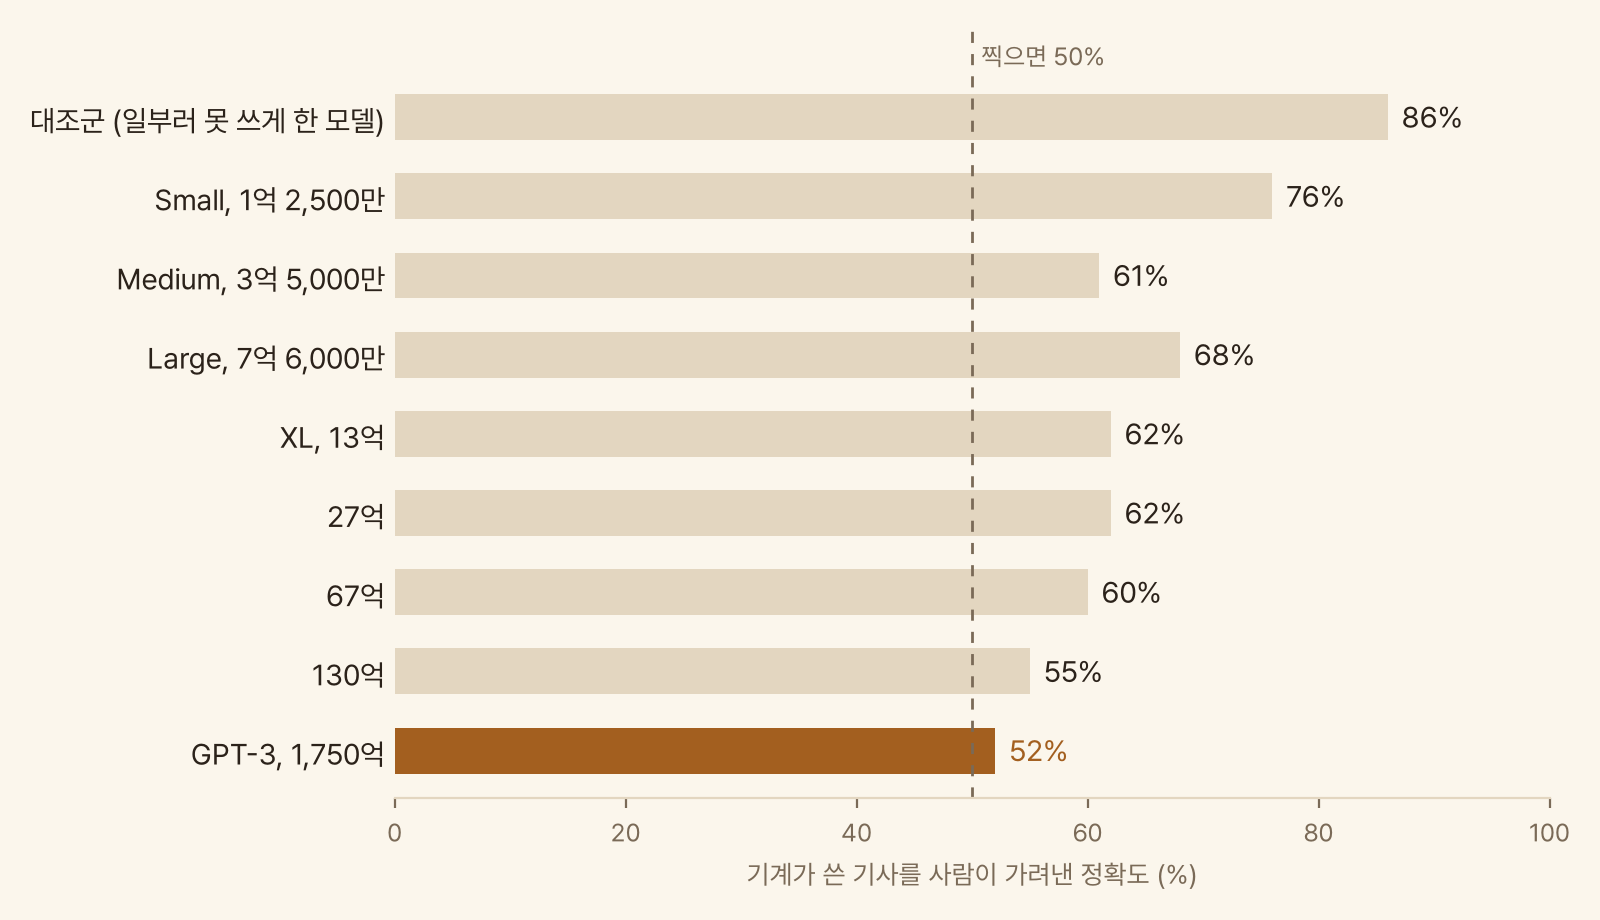 찍으면 50%
대조군 (일부러 못 쓰게 한 모델)
86%
Small, 1억 2,500만
76%
Medium, 3억 5,000만
61%
Large, 7억 6,000만
68%
XL, 13억
62%
27억
62%
67억
60%
130억
55%
GPT-3, 1,750억
52%
0 20 40 60 80 100
기계가 쓴 기사를 사람이 가려낸 정확도 (%)